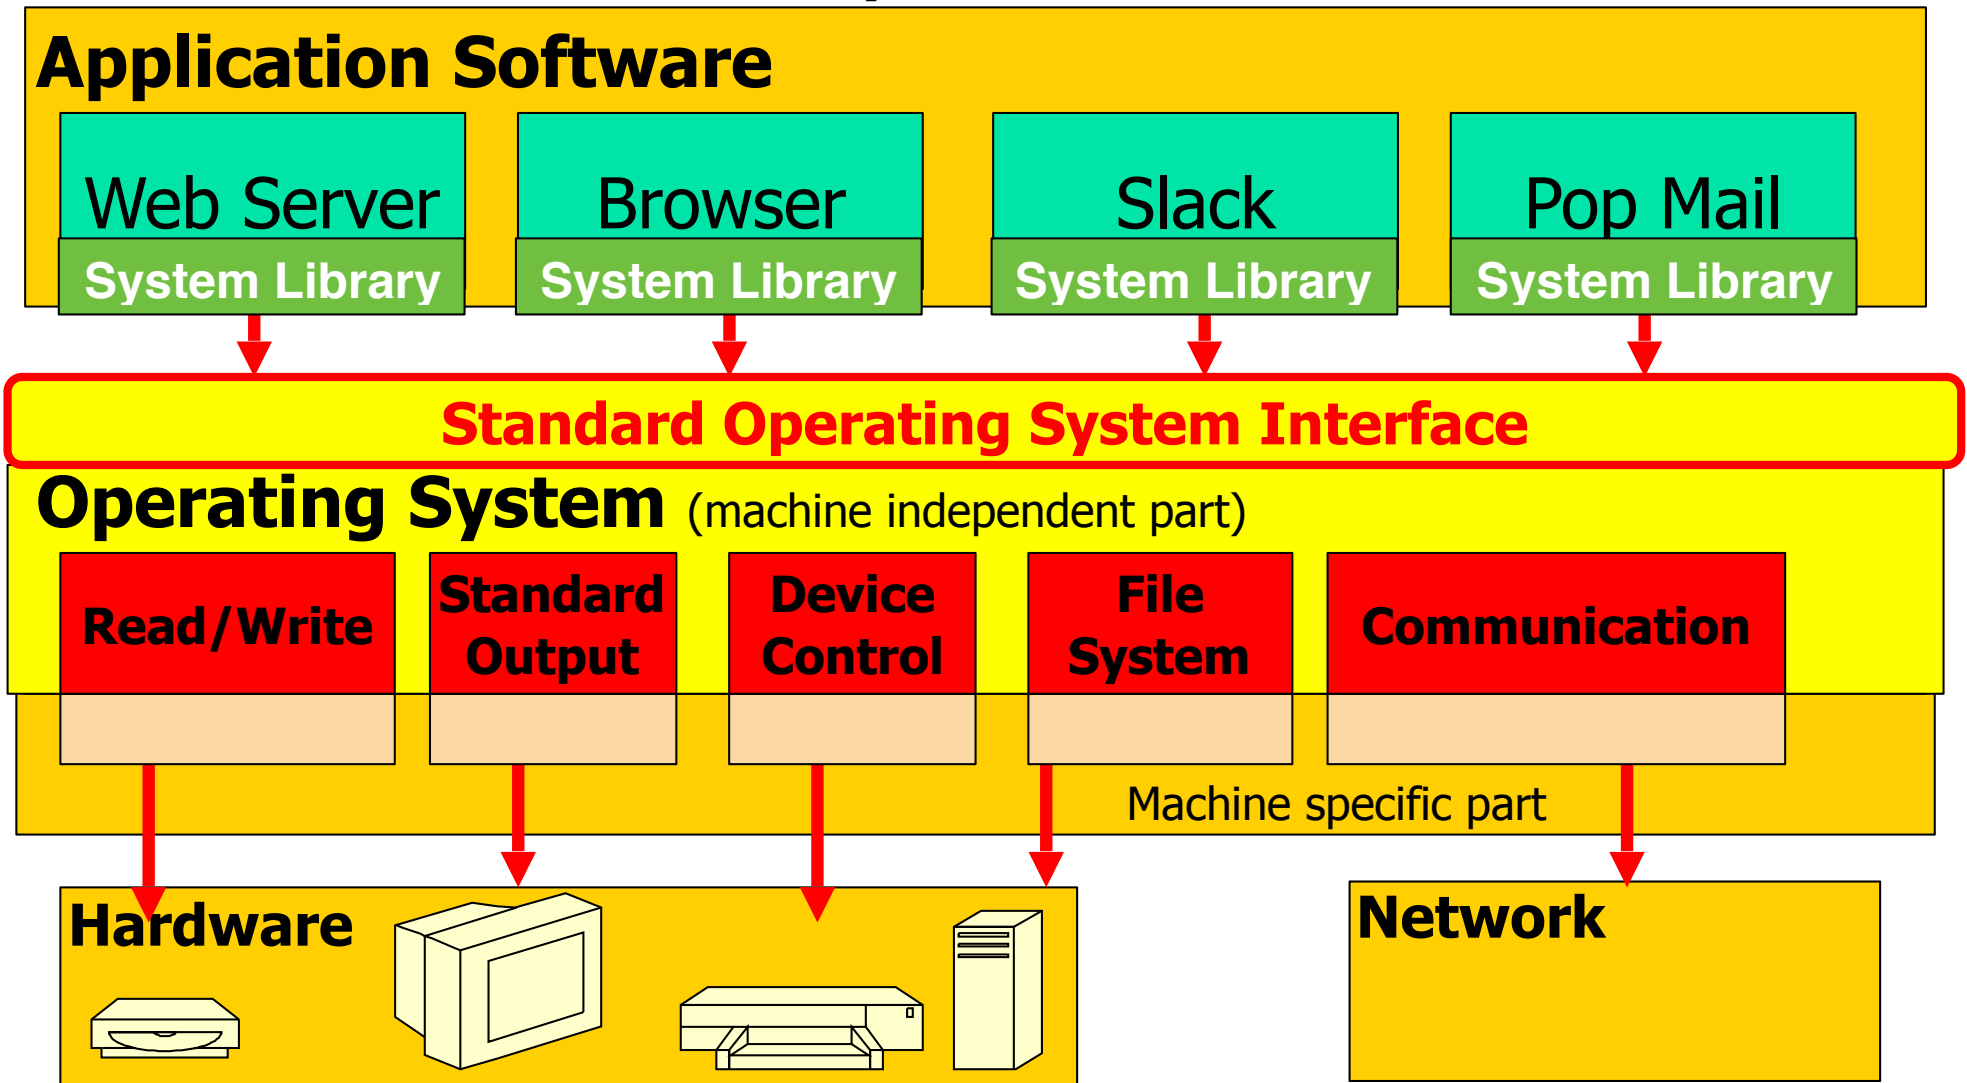 Application Software
Web Server
Browser
Slack
Pop Mail
System Library
System Library
System Library
System Library
Standard Operating System Interface
Operating System (machine independent part)
Read/Write
Standard
Output
Device
Control
File
System
Communication
Machine specific part
Hardware
Network